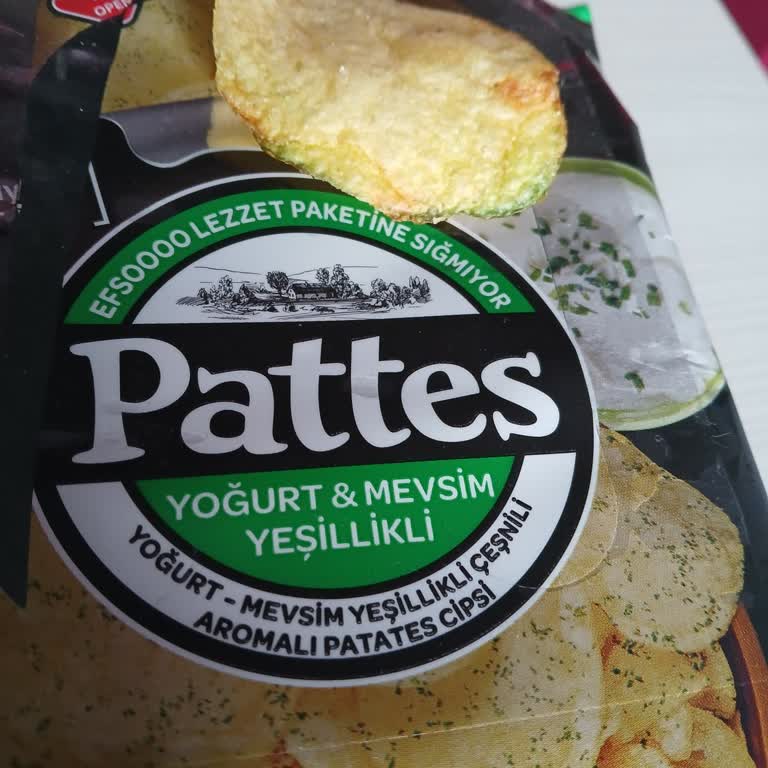 OPEN
EFSOOOO LEZZET PAKETİNE SIĞMIYOR
Pattes
YOĞURT & MEVSİM
YEŞİLLİKLİ
YOĞURT - MEVSİM YEŞİLLİKLİ ÇEŞNİLİ
AROMALI PATATES CİPSİ